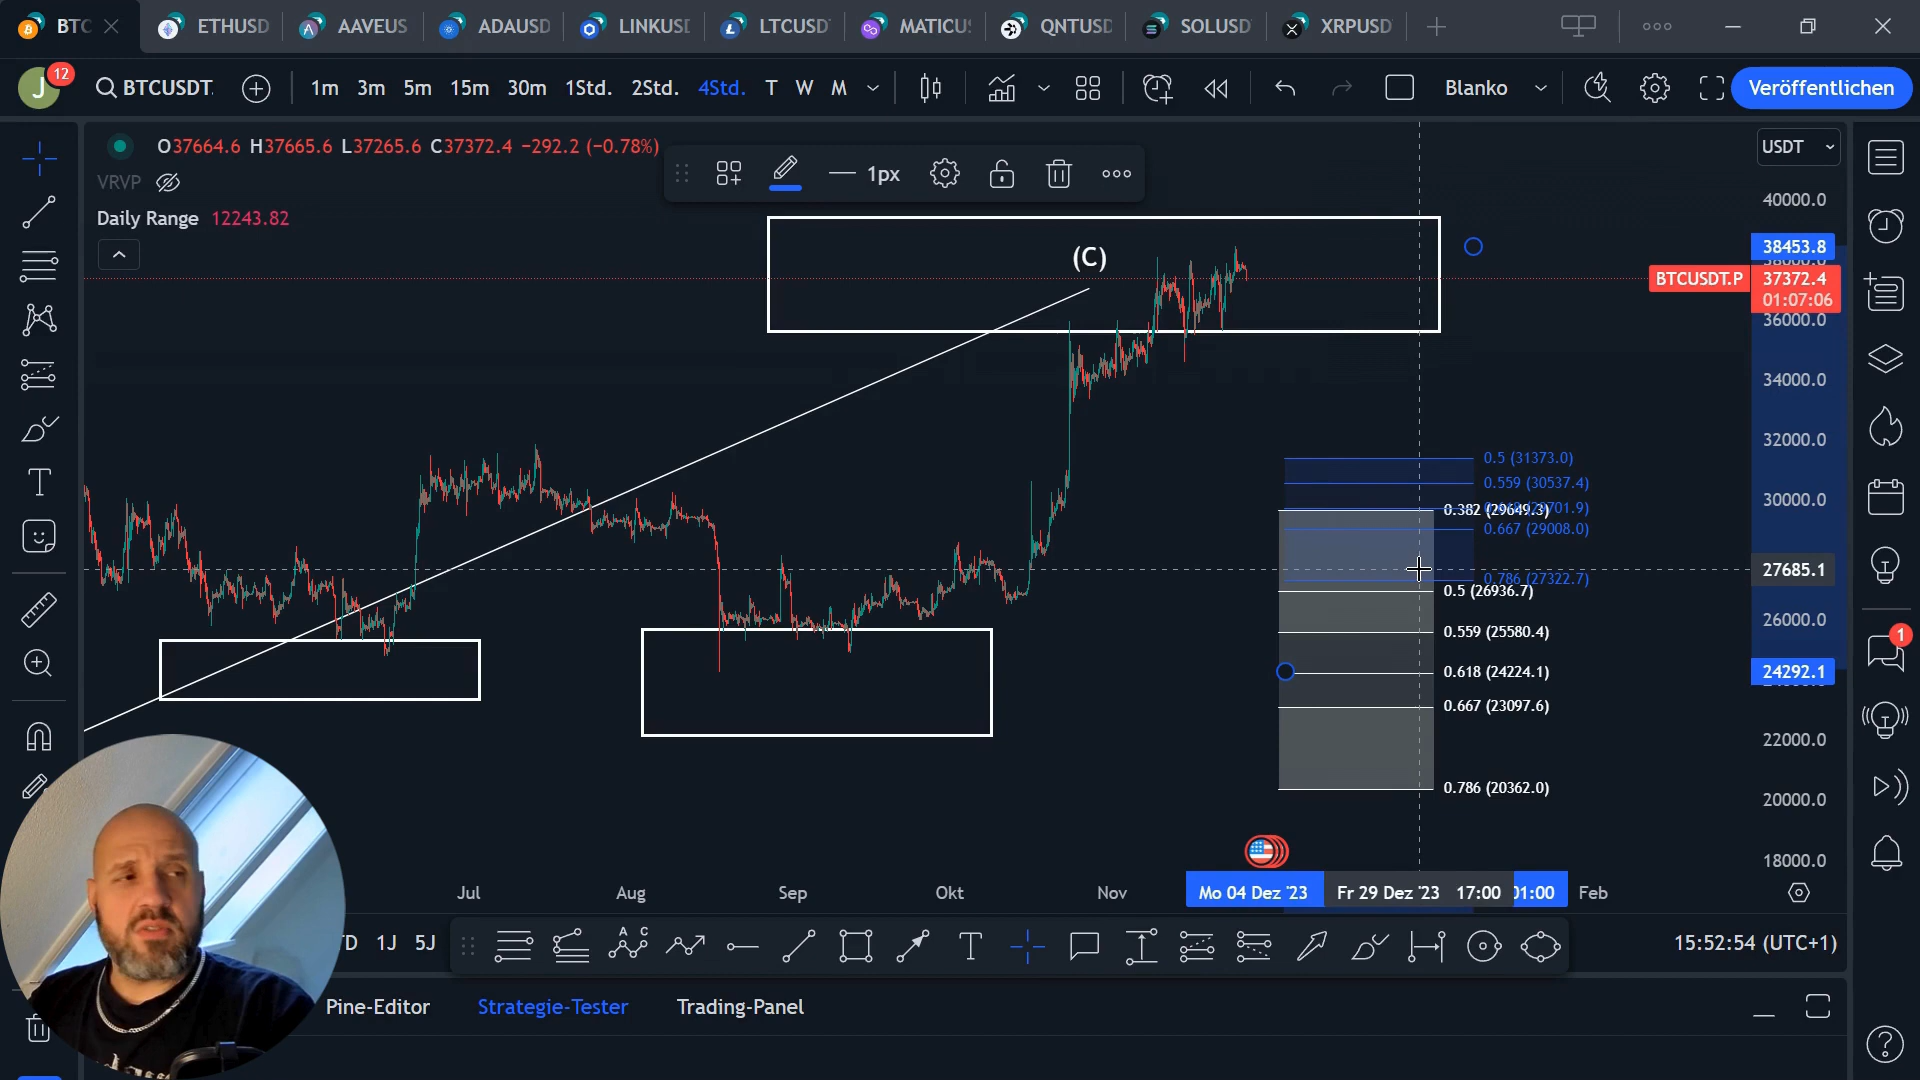 BTC
ETHUSD
AAVEUS
ADAUSD
LINKUSD
LTCUSDT
MATICUS
QNTUSD
SOLUSD
XRPUSD
J
12
BTCUSDT.
1m 3m 5m 15m 30m 1Std. 2Std. 4Std. T W M
Blanko
Veröffentlichen
O37664.6 H37665.6 L37265.6 C37372.4 −292.2 (−0.78%)
VRVP
Daily Range 12243.82
1px
USDT
(C)
40000.0
38453.8
BTCUSDT.P 37372.4
01:07:06
36000.0
34000.0
32000.0
30000.0
27685.1
26000.0
24292.1
22000.0
20000.0
18000.0
0.5 (31373.0)
0.559 (30537.4)
0.382 (29649.3)
0.667 (29008.0)
0.786 (27322.7)
0.5 (26936.7)
0.559 (25580.4)
0.618 (24224.1)
0.667 (23097.6)
0.786 (20362.0)
1
Jul Aug Sep Okt Nov Mo 04 Dez '23 Fr 29 Dez '23 17:00 01:00 Feb
TD 1J 5J
15:52:54 (UTC+1)
Pine-Editor Strategie-Tester Trading-Panel